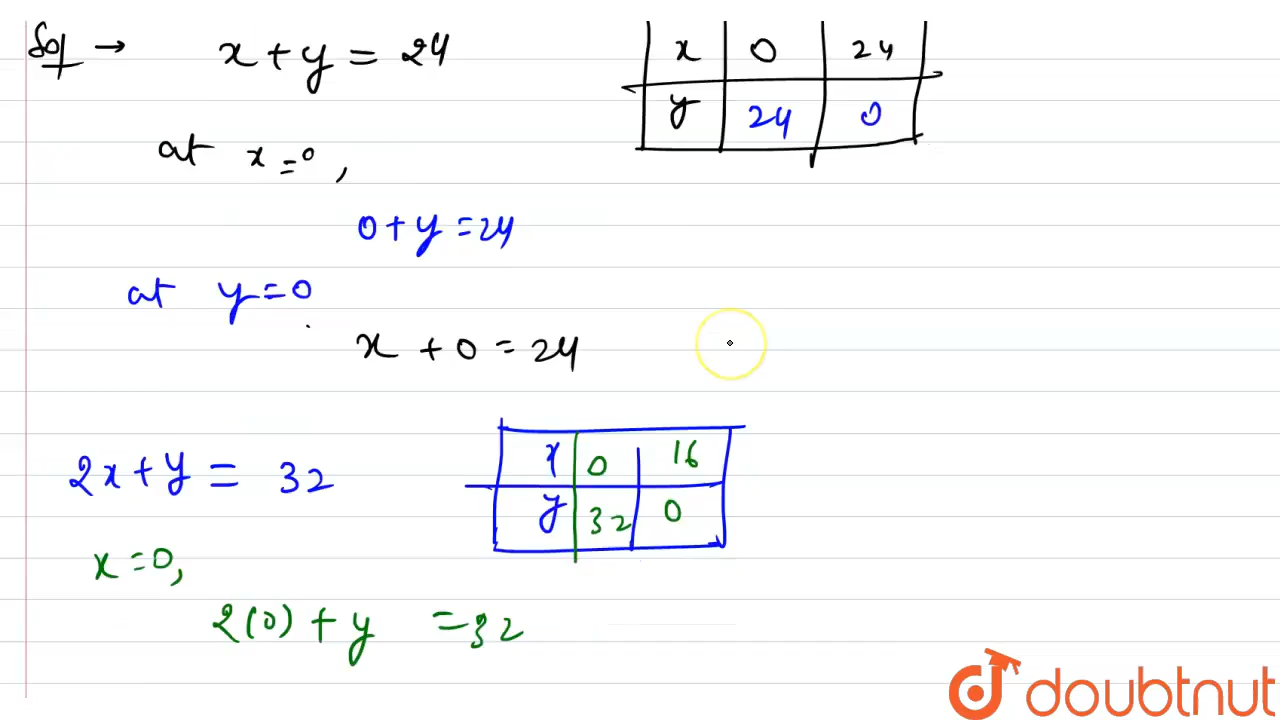 Sol → x + y = 24
x 0 24
y 24 0
at x = 0,
0 + y = 24
at y = 0
x + 0 = 24
2x + y = 32
x 0 16
y 32 0
x = 0,
2(0) + y = 32
doubtnut